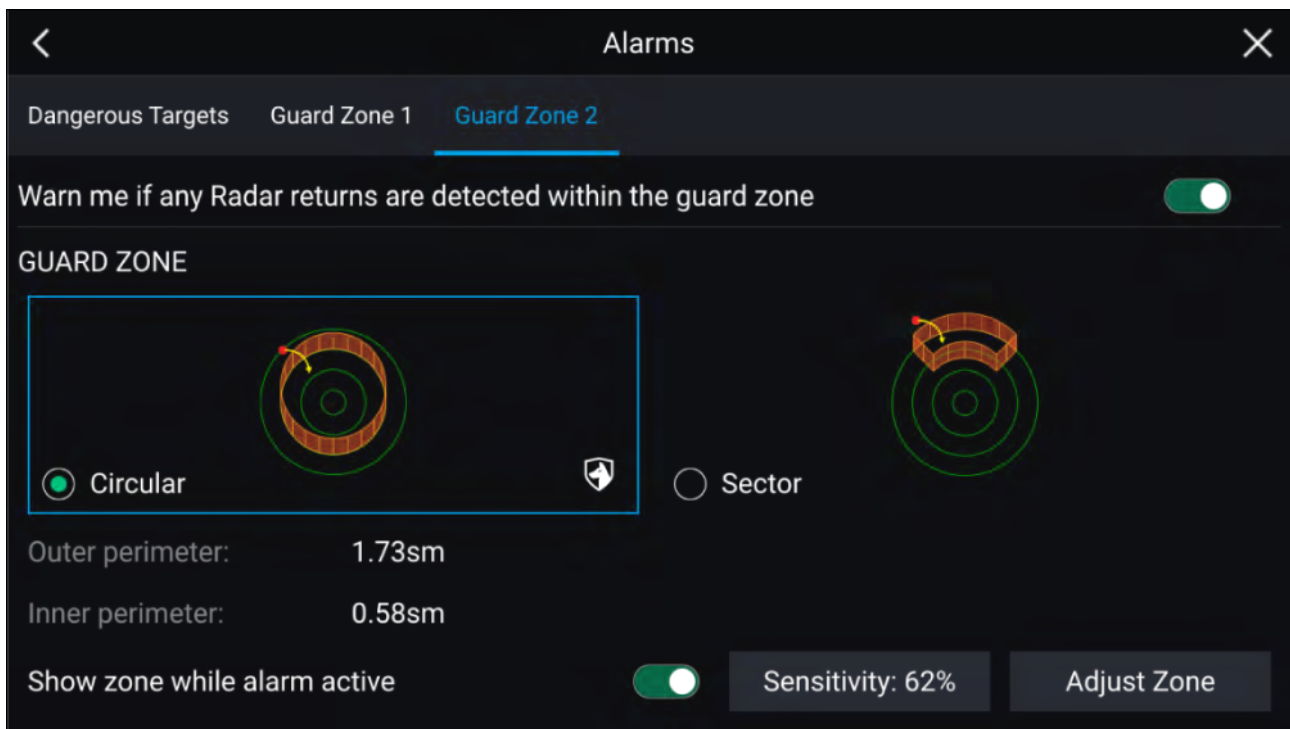 Alarms
Dangerous Targets Guard Zone 1 Guard Zone 2
Warn me if any Radar returns are detected within the guard zone
GUARD ZONE
Circular Sector
Outer perimeter: 1.73sm
Inner perimeter: 0.58sm
Show zone while alarm active Sensitivity: 62% Adjust Zone